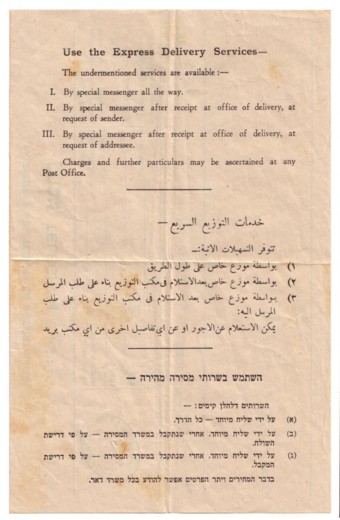 Use the Express Delivery Services—
The undermentioned services are available :—
I. By special messenger all the way.
II. By special messenger after receipt at office of delivery, at
request of sender.
III. By special messenger after receipt at office of delivery, at
request of addressee.
Charges and further particulars may be ascertained at any
Post Office.
خدمات التوزيع السريع —
تتوفر التسهيلات الاتية:ـــ
١) بواسطة موزع خاص على طول الطريق
٢) بواسطة موزع خاص بعد الاستلام في مكتب التوزيع بناء على طلب المرسل
٣) بواسطة موزع خاص بعد الاستلام في مكتب التوزيع بناء على طلب
المرسل اليه:
يمكن الاستعلام عن الاجور او عن اي تفاصيل اخرى من اي مكتب بريد
השתמש בשרותי מסירה מהירה —
השרותים דלהלן קיימים: —
(א) על ידי שליח מיוחד — כל הדרך.
(ב) על ידי שליח מיוחד. אחרי שנתקבל במשרד המסירה — על פי דרישת
השולח.
(ג) על ידי שליח מיוחד. אחרי שנתקבל במשרד המסירה — על פי דרישת
המקבל.
בדבר המחירים ויתר הפרטים אפשר להודע בכל משרד דאר.